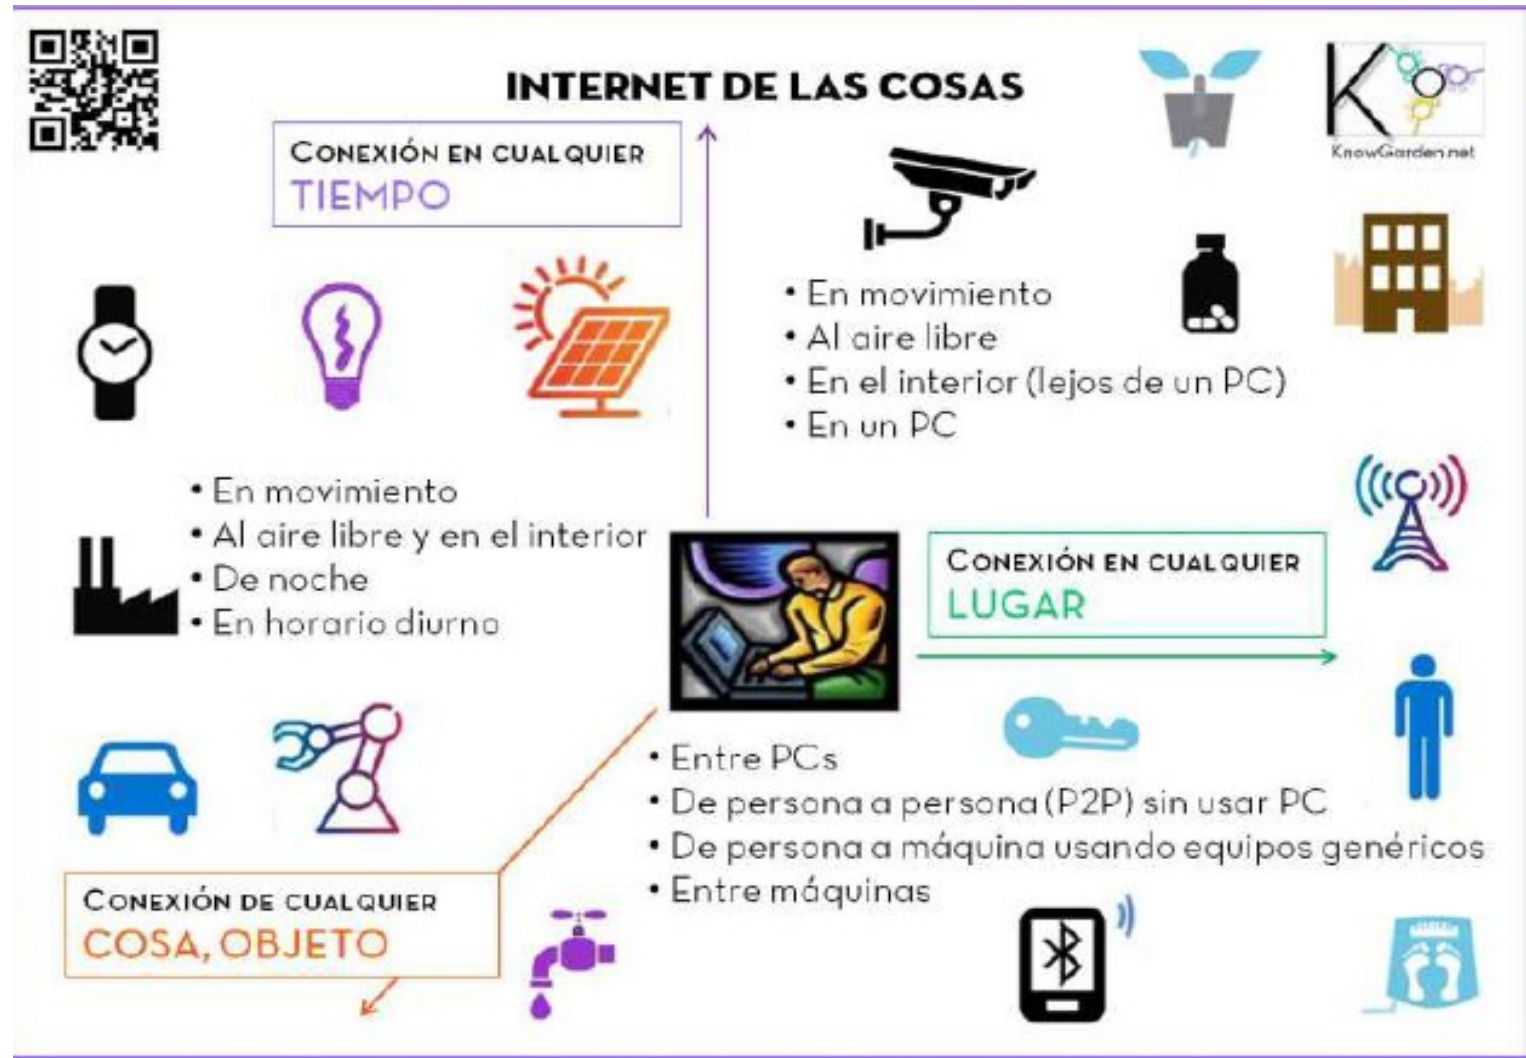 INTERNET DE LAS COSAS
KnowGarden.net
CONEXIÓN EN CUALQUIER
TIEMPO
• En movimiento
• Al aire libre
• En el interior (lejos de un PC)
• En un PC
• En movimiento
• Al aire libre y en el interior
• De noche
• En horario diurno
CONEXIÓN EN CUALQUIER
LUGAR
• Entre PCs
• De persona a persona (P2P) sin usar PC
• De persona a máquina usando equipos genéricos
• Entre máquinas
CONEXIÓN DE CUALQUIER
COSA, OBJETO